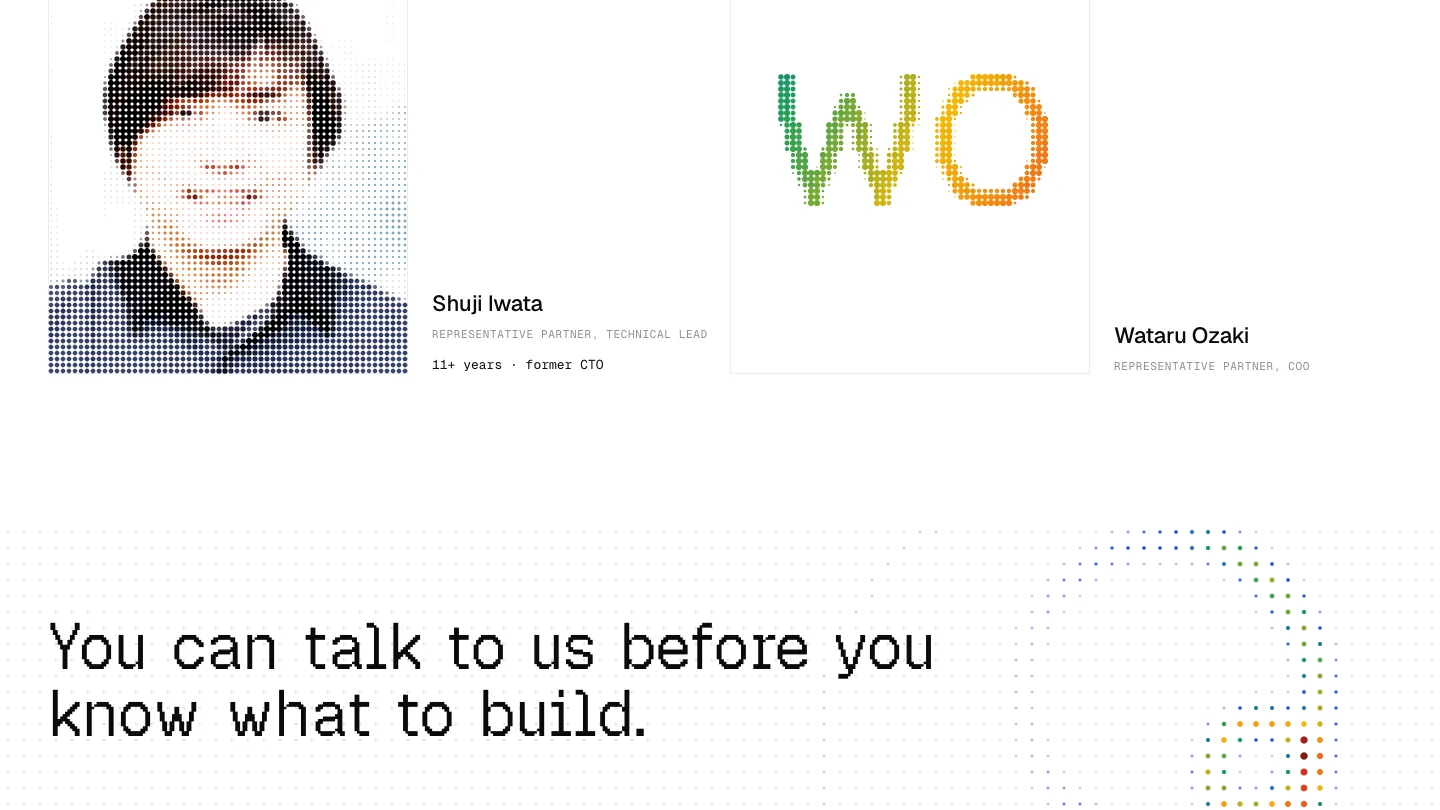 WO
Shuji Iwata
REPRESENTATIVE PARTNER, TECHNICAL LEAD
11+ years · former CTO
Wataru Ozaki
REPRESENTATIVE PARTNER, COO
You can talk to us before you
know what to build.